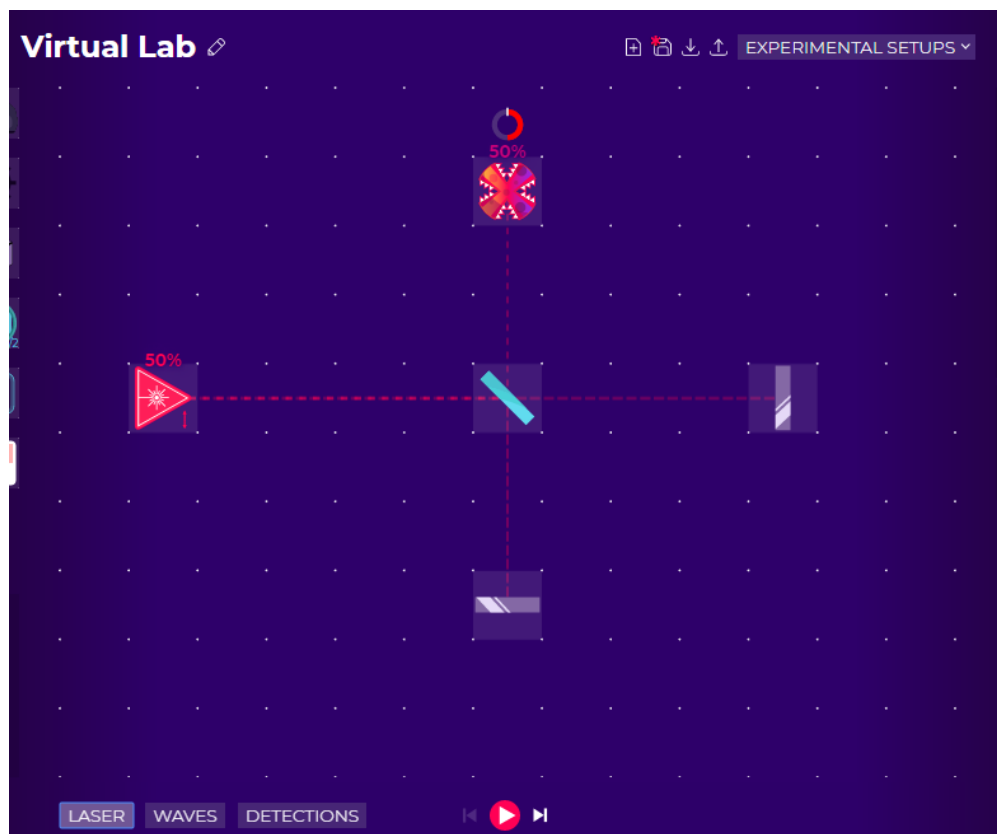 Virtual Lab
EXPERIMENTAL SETUPS
50%
50%
LASER WAVES DETECTIONS